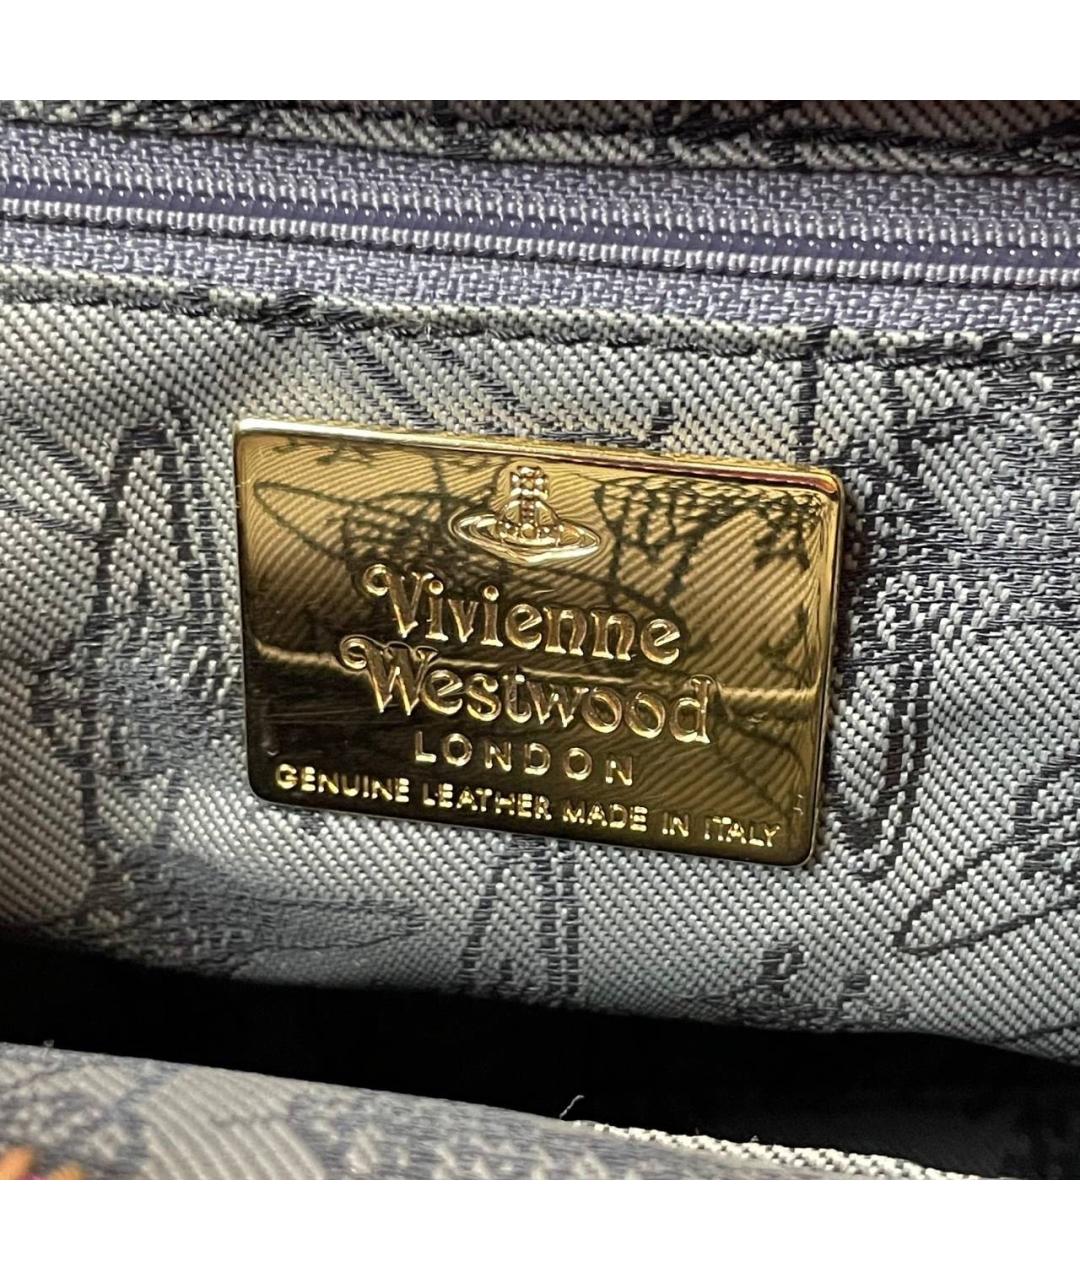 Vivienne
Westwood
LONDON
GENUINE LEATHER MADE IN ITALY